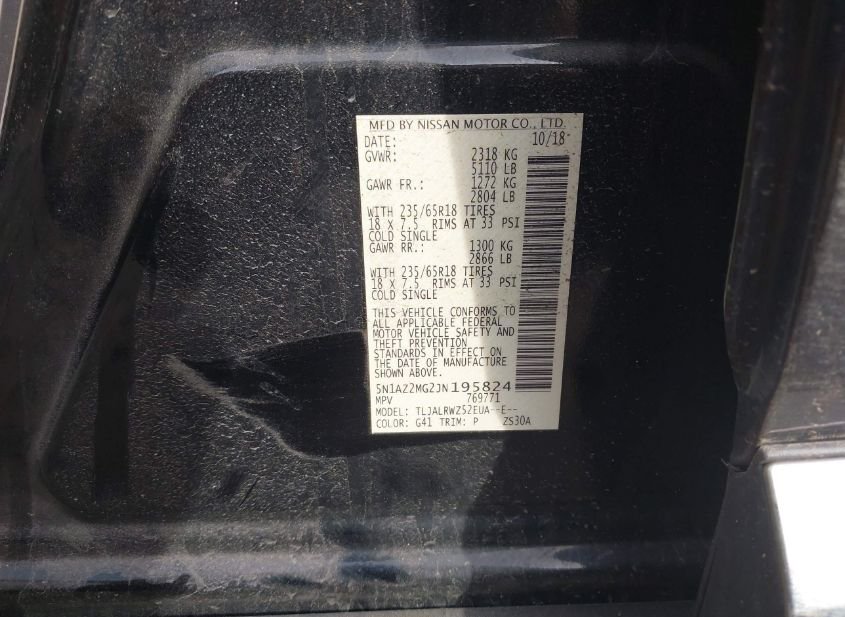 MFD BY NISSAN MOTOR CO., LTD.
DATE: 10/18
GVWR: 2318 KG
5110 LB
GAWR FR.: 1272 KG
2804 LB
WITH 235/65R18 TIRES
18 X 7.5 RIMS AT 33 PSI
COLD SINGLE
GAWR RR.: 1300 KG
2866 LB
WITH 235/65R18 TIRES
18 X 7.5 RIMS AT 33 PSI
COLD SINGLE
THIS VEHICLE CONFORMS TO
ALL APPLICABLE FEDERAL
MOTOR VEHICLE SAFETY AND
THEFT PREVENTION
STANDARDS IN EFFECT ON
THE DATE OF MANUFACTURE
SHOWN ABOVE.
5N1AZ2MG2JN195824
MPV 769771
MODEL: TLJALRWZ52EUA--E--
COLOR: G41 TRIM: P ZS30A